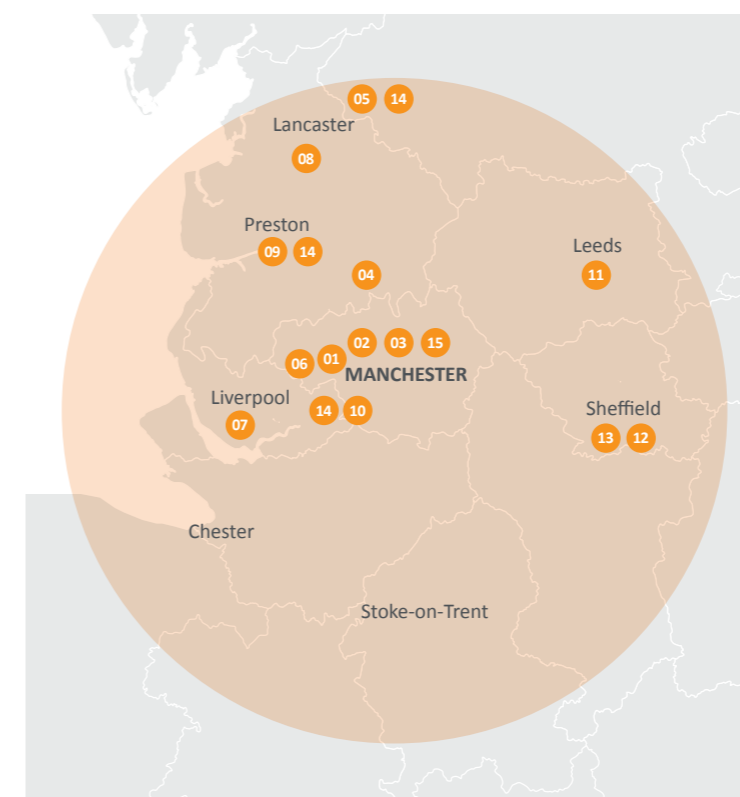 05 14
Lancaster
08
Preston
09 14
Leeds
04
11
02 03 15
06 01
MANCHESTER
Liverpool
14 10
Sheffield
07
13 12
Chester
Stoke-on-Trent